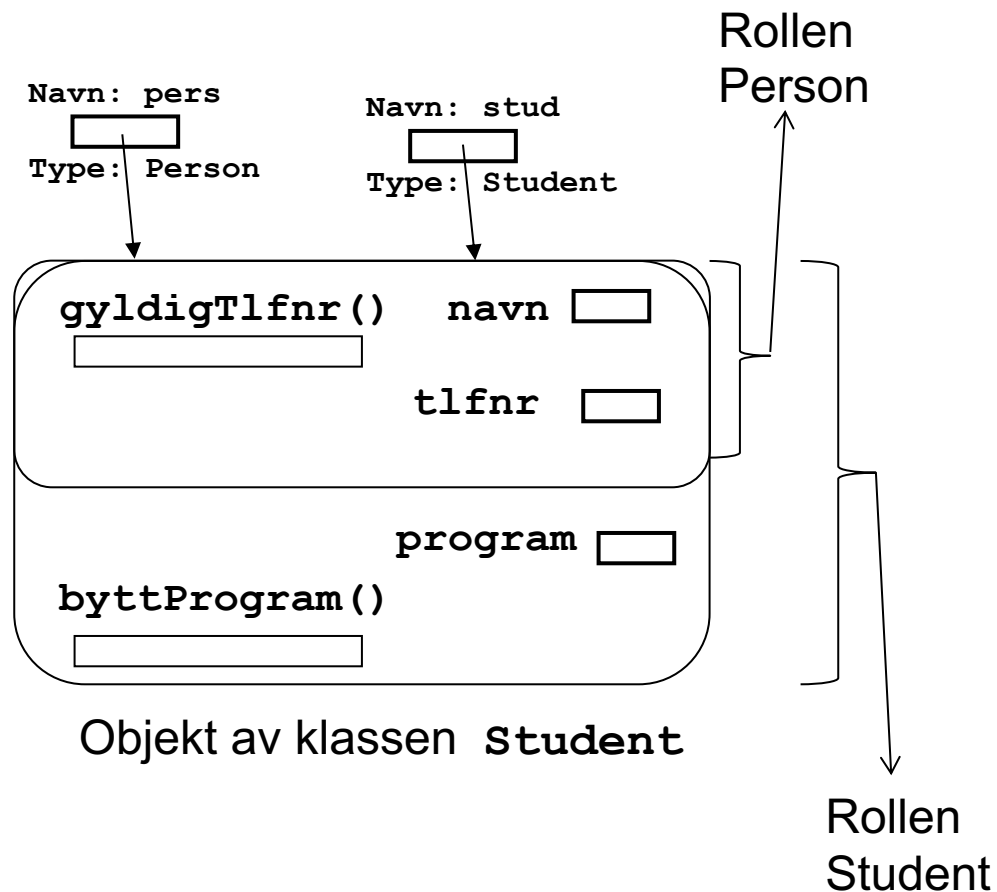 Rollen
Person
Navn: pers
Type: Person
Navn: stud
Type: Student
gyldigTlfnr()
navn
tlfnr
program
byttProgram()
Objekt av klassen Student
Rollen
Student